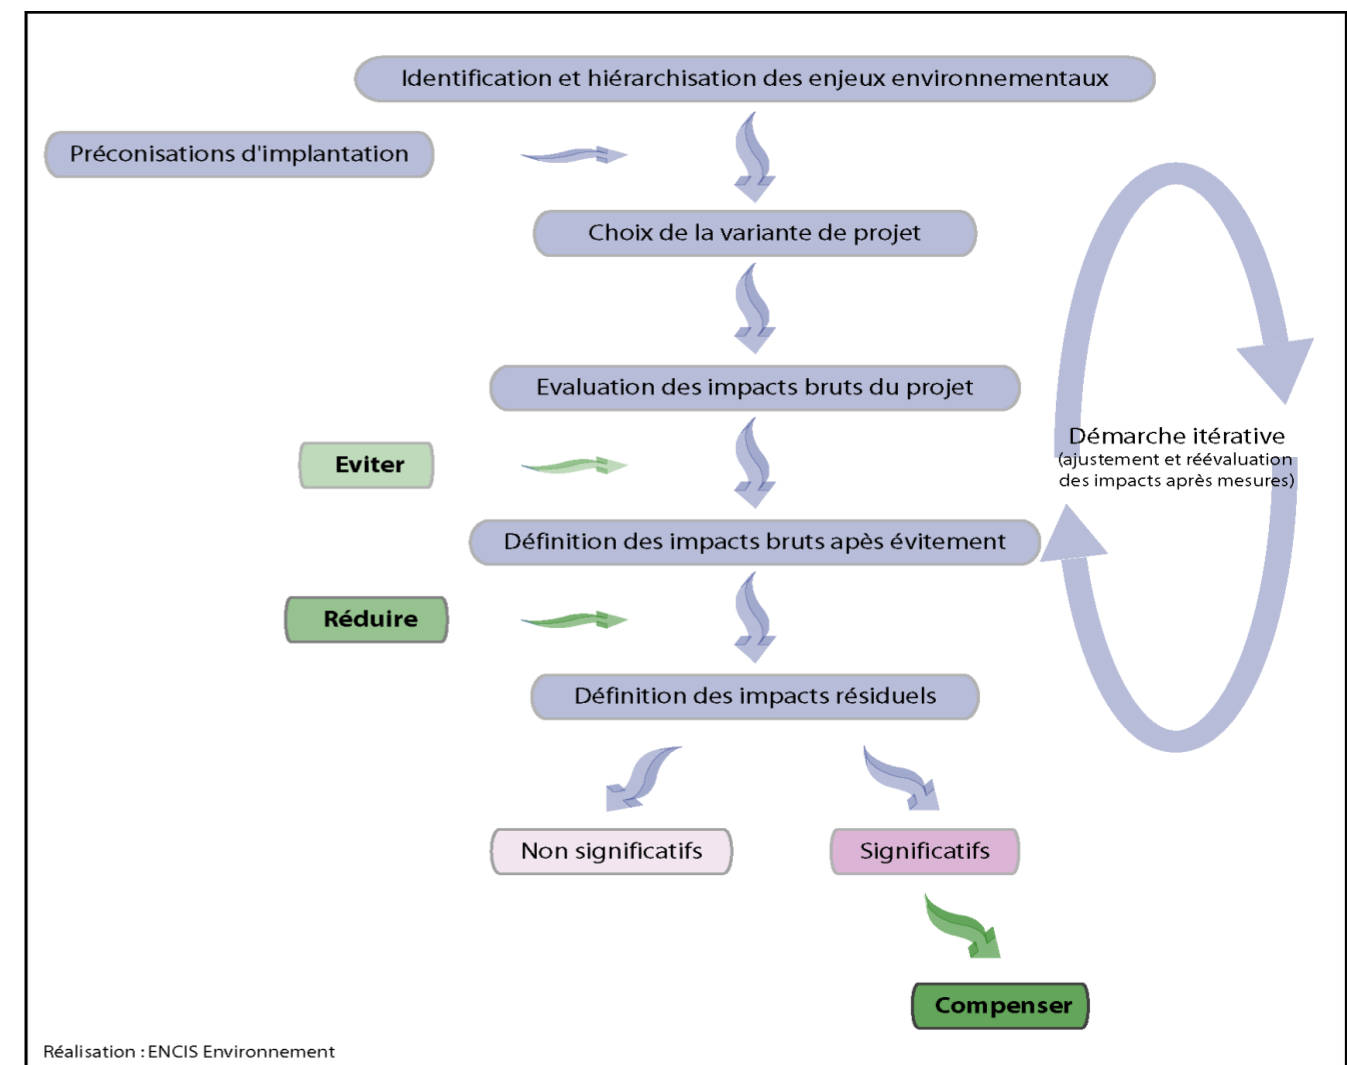 Identification et hiérarchisation des enjeux environnementaux
Préconisations d'implantation
Choix de la variante de projet
Evaluation des impacts bruts du projet
Démarche itérative
(ajustement et réévaluation
des impacts après mesures)
Eviter
Définition des impacts bruts apès évitement
Réduire
Définition des impacts résiduels
Non significatifs
Significatifs
Compenser
Réalisation : ENCIS Environnement